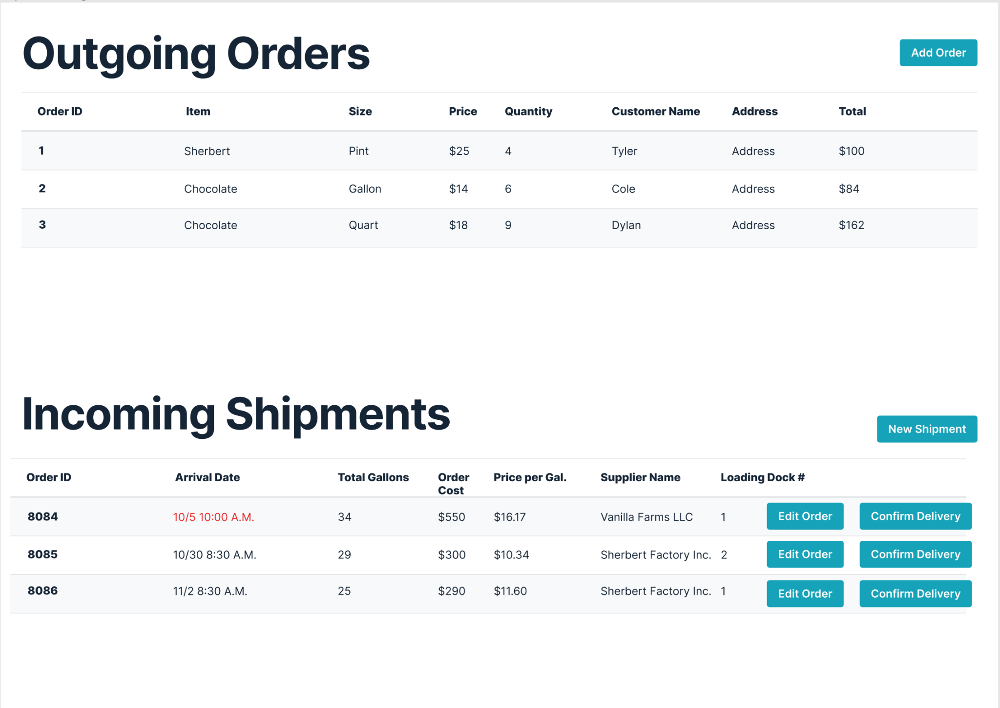 Outgoing Orders
Add Order
Order ID Item Size Price Quantity Customer Name Address Total
1 Sherbert Pint $25 4 Tyler Address $100
2 Chocolate Gallon $14 6 Cole Address $84
3 Chocolate Quart $18 9 Dylan Address $162
Incoming Shipments
New Shipment
Order ID Arrival Date Total Gallons Order Cost Price per Gal. Supplier Name Loading Dock #
8084 10/5 10:00 A.M. 34 $550 $16.17 Vanilla Farms LLC 1 Edit Order Confirm Delivery
8085 10/30 8:30 A.M. 29 $300 $10.34 Sherbert Factory Inc. 2 Edit Order Confirm Delivery
8086 11/2 8:30 A.M. 25 $290 $11.60 Sherbert Factory Inc. 1 Edit Order Confirm Delivery